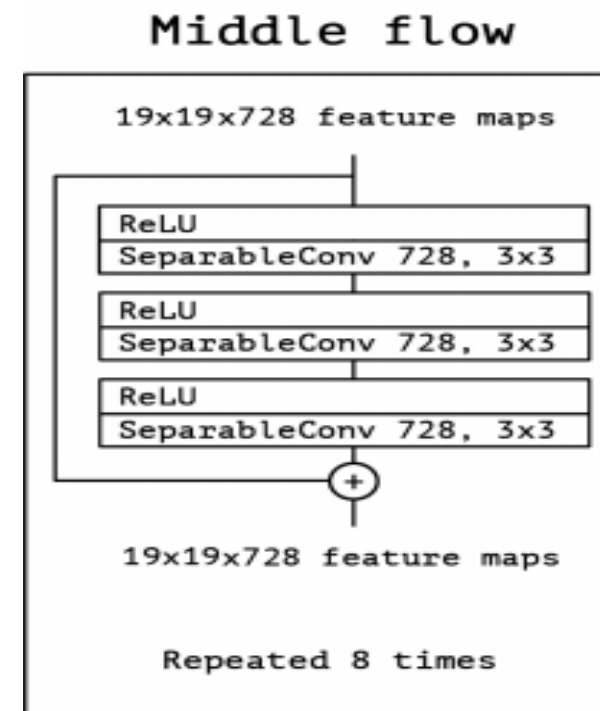 Middle flow
19x19x728 feature maps
ReLU
SeparableConv 728, 3x3
ReLU
SeparableConv 728, 3x3
ReLU
SeparableConv 728, 3x3
+
19x19x728 feature maps
Repeated 8 times